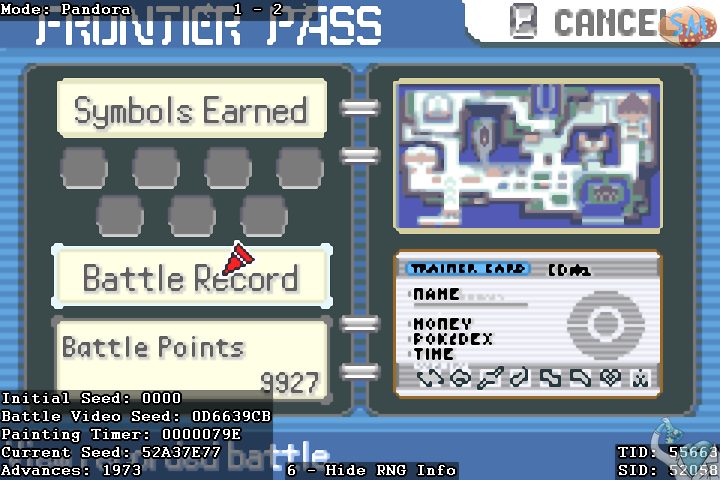 Mode: Pandora 1 - 2
FRONTIER PASS
CANCEL
SM
Symbols Earned
Battle Record
TRAINER CARD
NAME
MONEY
POKéDEX
TIME
Battle Points
9927
Initial Seed: 0000
Battle Video Seed: 0D6639CB
Painting Timer: 0000079E
Current Seed: 52A37E77
Advances: 1973
battle
6 - Hide RNG Info
TID: 55663
SID: 52058